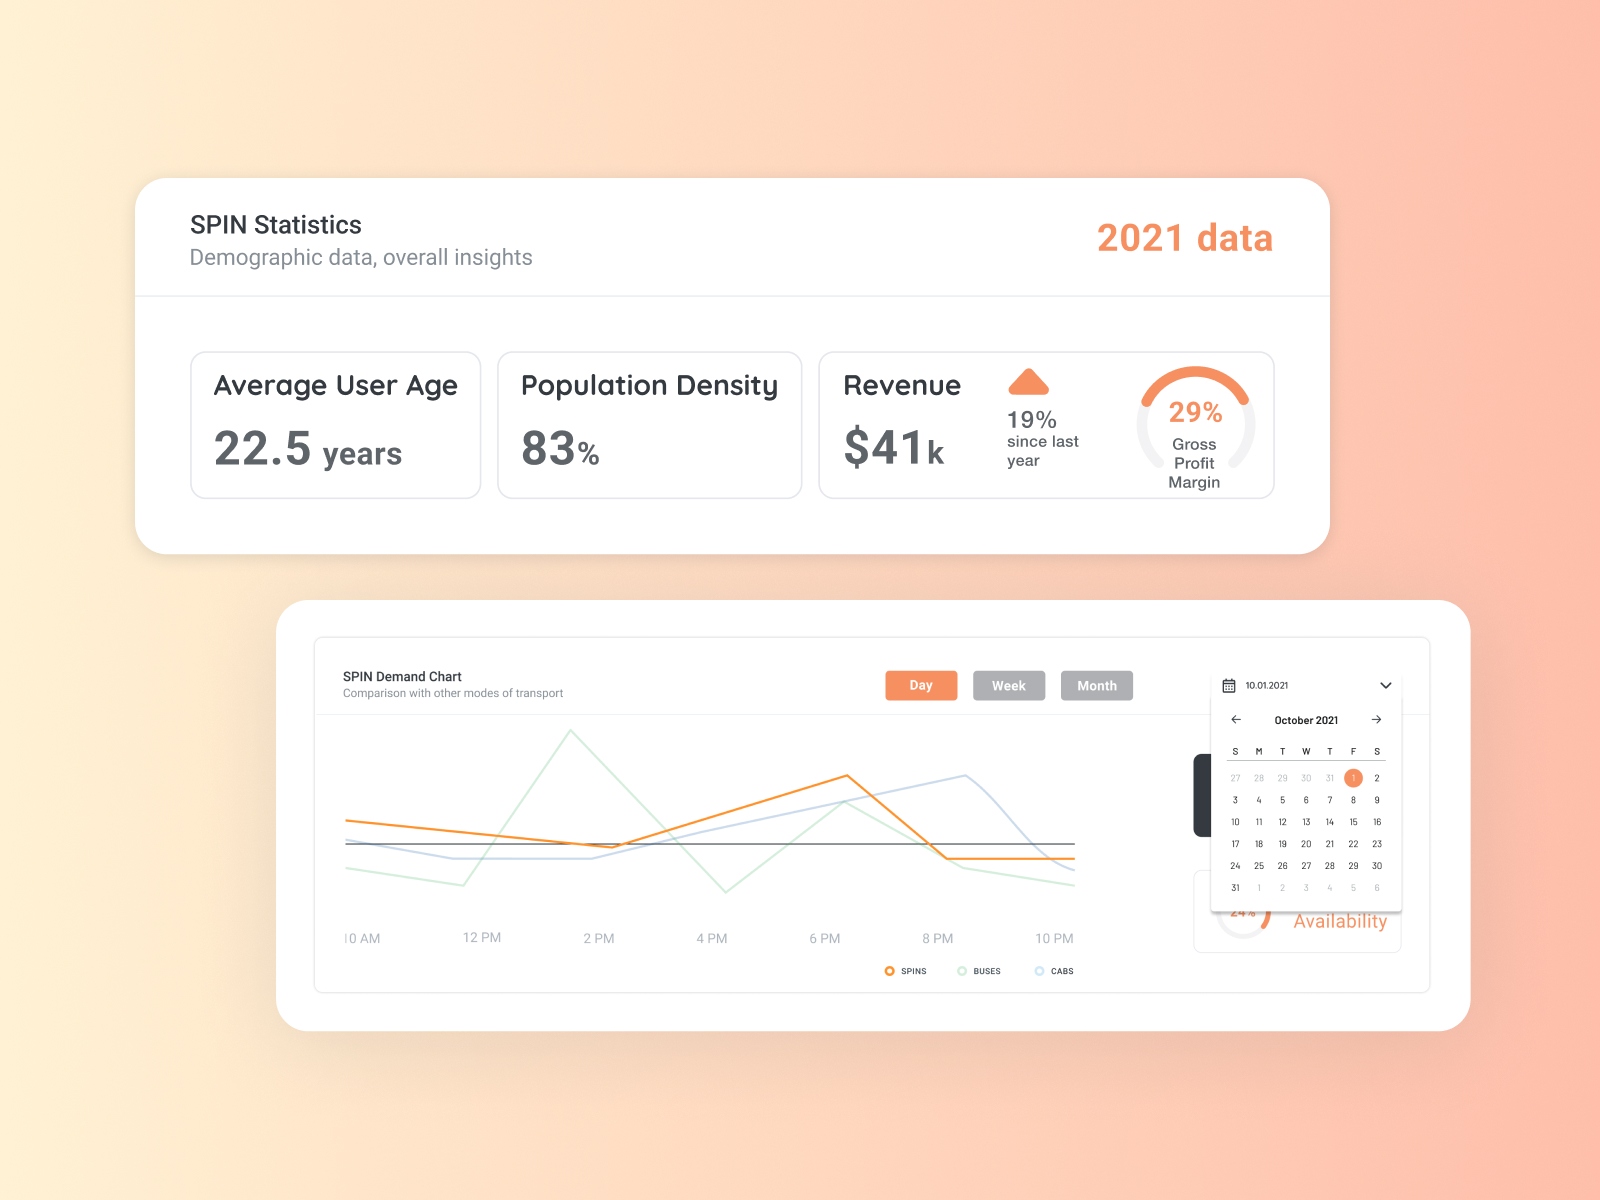 SPIN Statistics
Demographic data, overall insights
2021 data
Average User Age
22.5 years
Population Density
83%
Revenue
$41k
19%
since last
year
29%
Gross
Profit
Margin
SPIN Demand Chart
Comparison with other modes of transport
Day
Week
Month
10.01.2021
October 2021
S M T W T F S
27 28 29 30 31 1 2
3 4 5 6 7 8 9
10 11 12 13 14 15 16
17 18 19 20 21 22 23
24 25 26 27 28 29 30
31 1 2 3 4 5 6
24%
Availability
10 AM 12 PM 2 PM 4 PM 6 PM 8 PM 10 PM
SPINS BUSES CABS